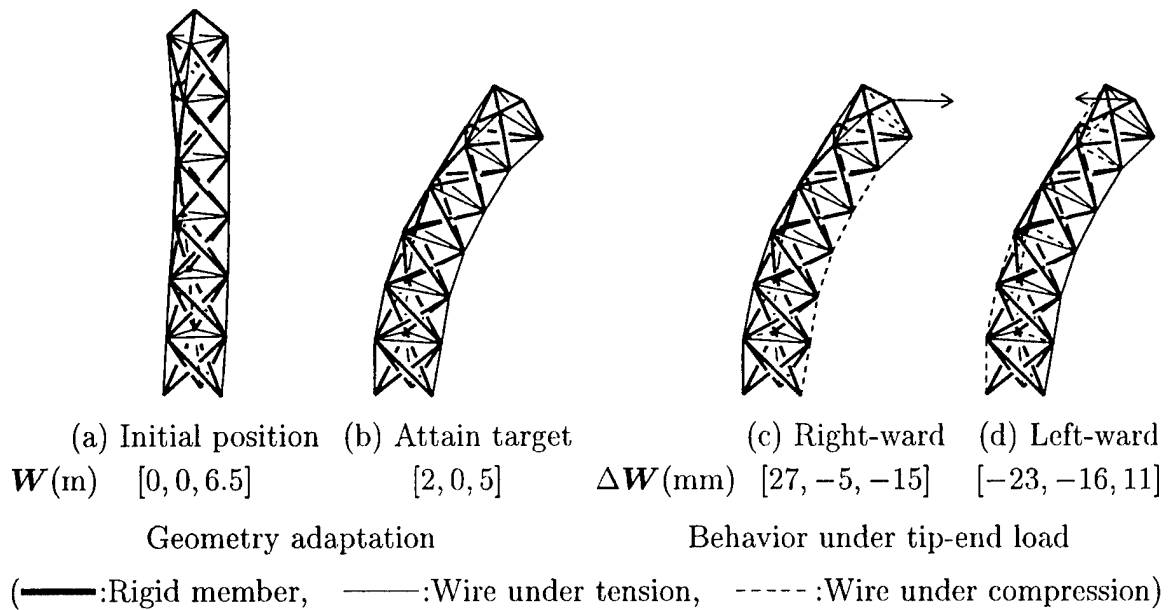 (a) Initial position (b) Attain target (c) Right-ward (d) Left-ward
W(m) [0, 0, 6.5] [2, 0, 5] ΔW(mm) [27, −5, −15] [−23, −16, 11]
Geometry adaptation Behavior under tip-end load
(:Rigid member, :Wire under tension, :Wire under compression)